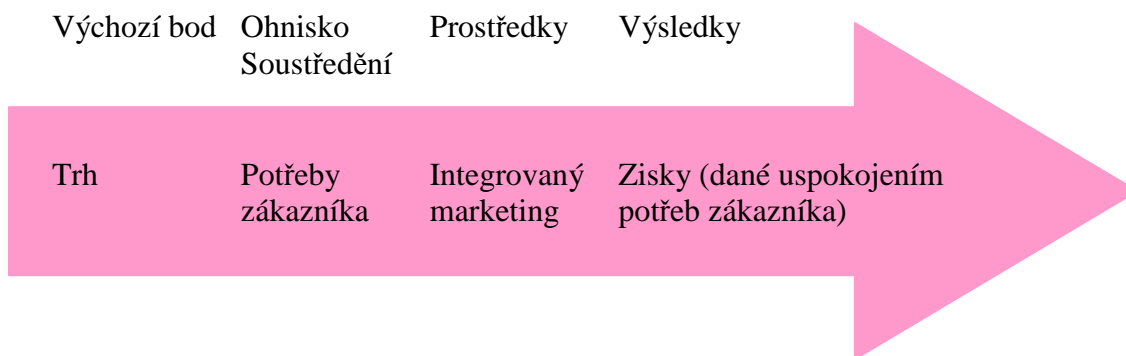 Výchozí bod Ohnisko Prostředky Výsledky
Soustředění
Trh Potřeby Integrovaný Zisky (dané uspokojením
zákazníka marketing potřeb zákazníka)